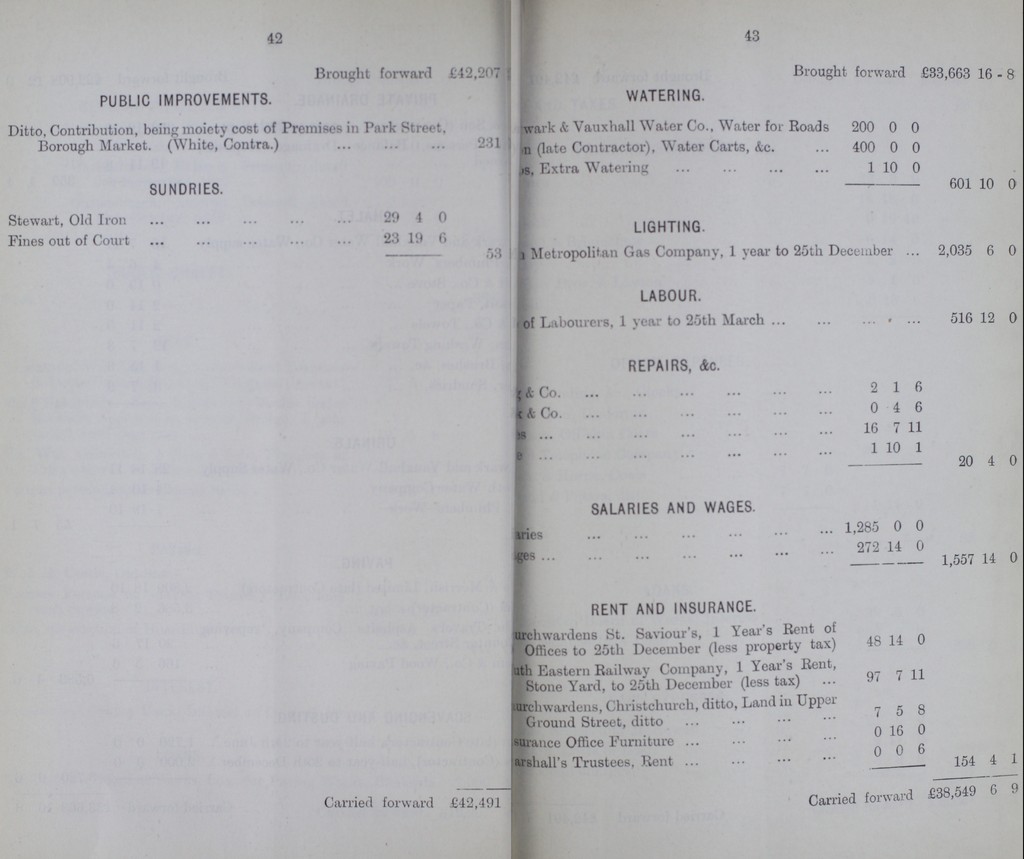 42
Brought forward £42,207
PUBLIC IMPROVEMENTS.
Ditto, Contribution, being moiety cost of Premises in Park Street,
Borough Market. (White, Contra.) ... ... ... 231
SUNDRIES.
Stewart, Old Iron ... ... ... ... ... 29 4 0
Fines out of Court ... ... ... ... ... 23 19 6
53
Carried forward £42,491
43
Brought forward £33,663 16 - 8
WATERING.
wark & Vauxhall Water Co., Water for Roads 200 0 0
n (late Contractor), Water Carts, &c. ... 400 0 0
s, Extra Watering ... ... ... ... 1 10 0
601 10 0
LIGHTING.
Metropolitan Gas Company, 1 year to 25th December ... 2,035 6 0
LABOUR.
of Labourers, 1 year to 25th March ... ... ... ... 516 12 0
REPAIRS, &c.
& Co. ... ... ... ... ... ... 2 1 6
& Co. ... ... ... ... ... ... 0 4 6
es ... ... ... ... ... ... ... 16 7 11
e ... ... ... ... ... ... ... 1 10 1
20 4 0
SALARIES AND WAGES.
aries ... ... ... ... ... ... 1,285 0 0
ges ... ... ... ... ... ... ... 272 14 0
1,557 14 0
RENT AND INSURANCE.
urchwardens St. Saviour's, 1 Year's Rent of
Offices to 25th December (less property tax) 48 14 0
uth Eastern Railway Company, 1 Year's Rent,
Stone Yard, to 25th December (less tax) ... 97 7 11
urchwardens, Christchurch, ditto, Land in Upper
Ground Street, ditto ... ... ... ... 7 5 8
surance Office Furniture ... ... ... ... 0 16 0
arshall's Trustees, Rent ... ... ... ... 0 0 6
154 4 1
Carried forward £38,549 6 9